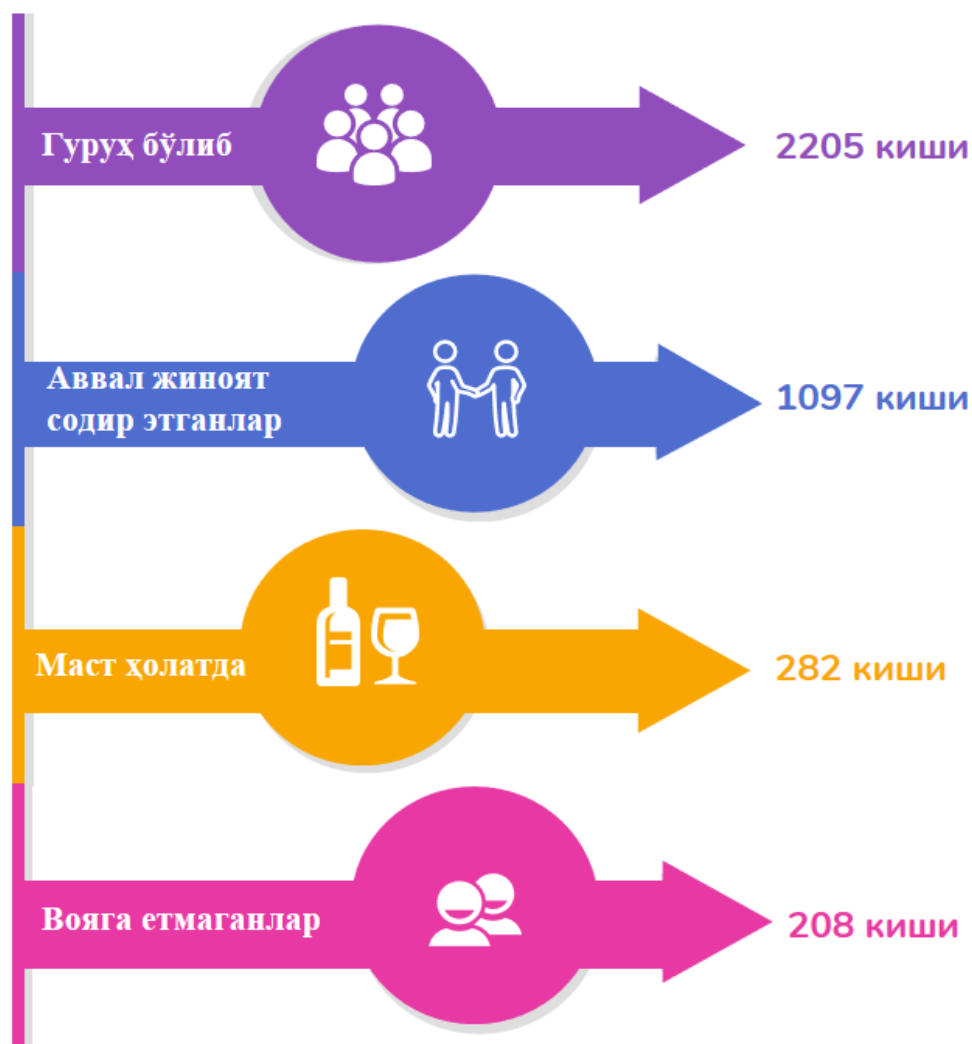 Гуруҳ бўлиб
2205 киши
Аввал жиноят
содир этганлар
1097 киши
Маст ҳолатда
282 киши
Вояга етмаганлар
208 киши